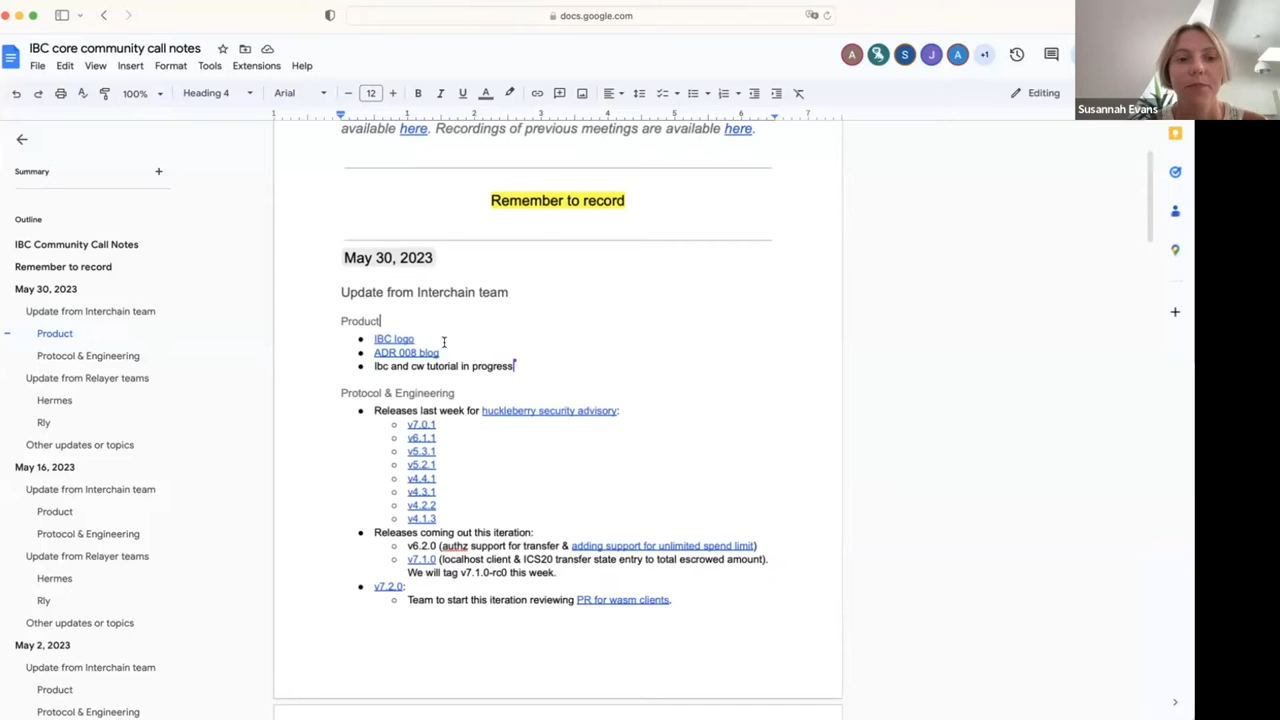 docs.google.com
IBC core community call notes
File Edit View Insert Format Tools Extensions Help
A S J A +1
100% Heading 4 Arial 12 Editing
Susannah Evans
1 1 2 3 4 5 6 7
Summary
Outline
IBC Community Call Notes
Remember to record
May 30, 2023
Update from Interchain team
Product
Protocol & Engineering
Update from Relayer teams
Hermes
Rly
Other updates or topics
May 16, 2023
Update from Interchain team
Product
Protocol & Engineering
Update from Relayer teams
Hermes
Rly
Other updates or topics
May 2, 2023
Update from Interchain team
Product
Protocol & Engineering
available here. Recordings of previous meetings are available here.
Remember to record
May 30, 2023
Update from Interchain team
Product
IBC logo
ADR 008 blog
Ibc and cw tutorial in progress
Protocol & Engineering
Releases last week for huckleberry security advisory:
v7.0.1
v6.1.1
v5.3.1
v5.2.1
v4.4.1
v4.3.1
v4.2.2
v4.1.3
Releases coming out this iteration:
v6.2.0 (authz support for transfer & adding support for unlimited spend limit)
v7.1.0 (localhost client & ICS20 transfer state entry to total escrowed amount).
We will tag v7.1.0-rc0 this week.
v7.2.0:
Team to start this iteration reviewing PR for wasm clients.